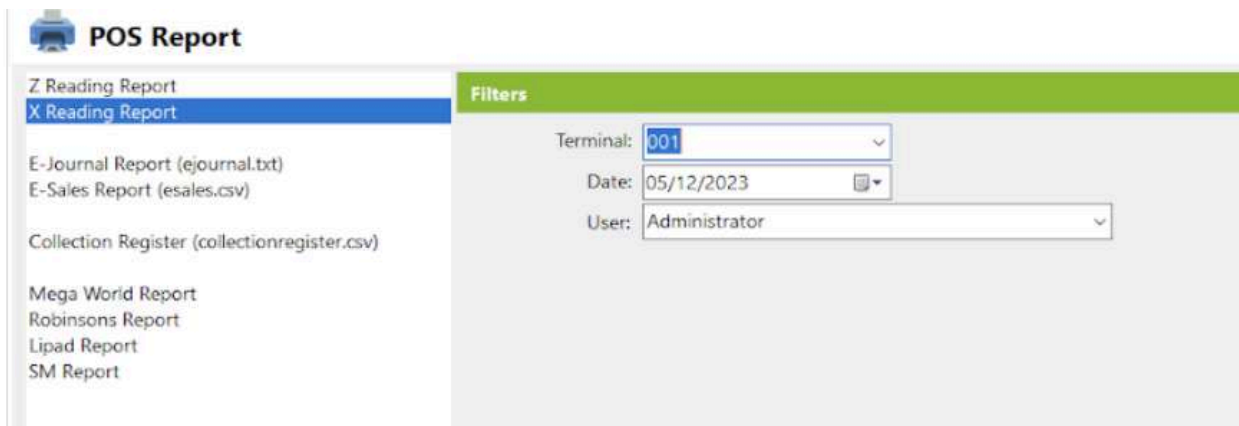 POS Report
Z Reading Report
X Reading Report
E-Journal Report (ejournal.txt)
E-Sales Report (esales.csv)
Collection Register (collectionregister.csv)
Mega World Report
Robinsons Report
Lipad Report
SM Report
Filters
Terminal: 001
Date: 05/12/2023
User: Administrator